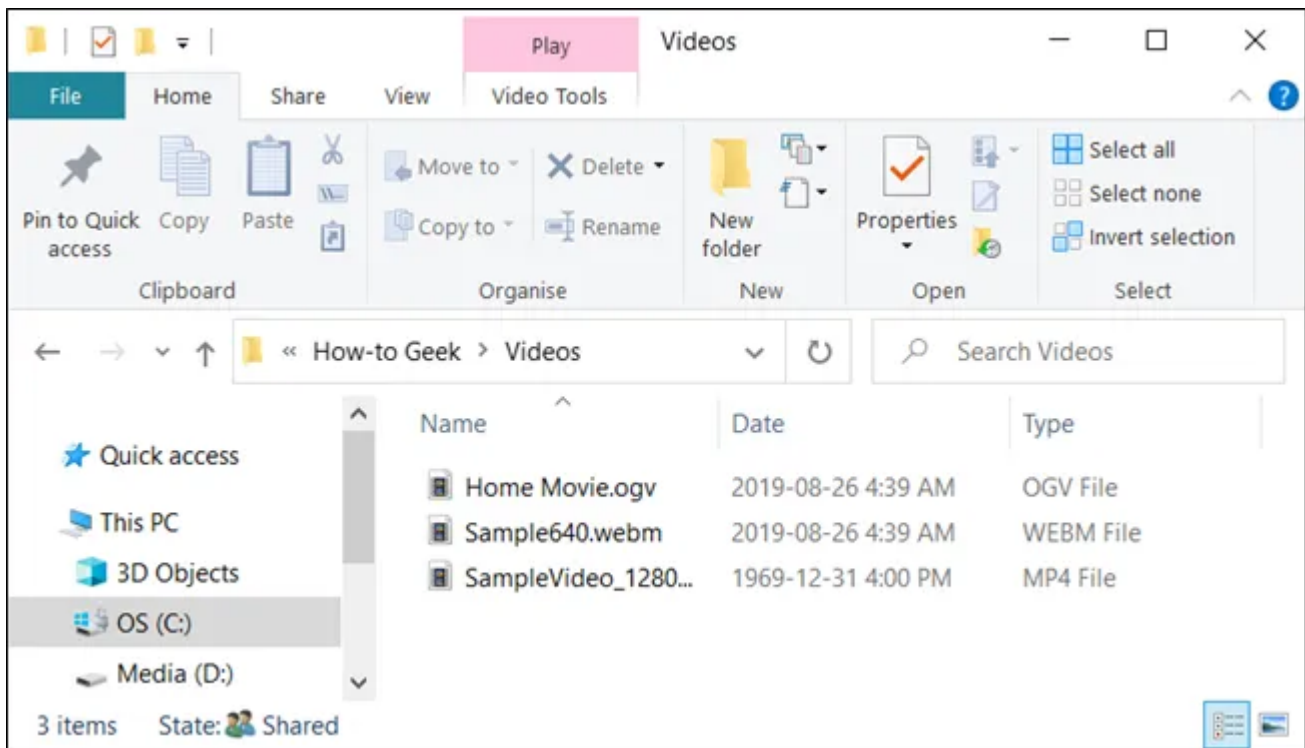 Play Videos
File Home Share View Video Tools
Pin to Quick access Copy Paste Move to Copy to Delete Rename New folder Properties Select all Select none Invert selection
Clipboard Organise New Open Select
« How-to Geek > Videos Search Videos
Name Date Type
Quick access
This PC
3D Objects
OS (C:)
Media (D:)
Home Movie.ogv 2019-08-26 4:39 AM OGV File
Sample640.webm 2019-08-26 4:39 AM WEBM File
SampleVideo_1280... 1969-12-31 4:00 PM MP4 File
3 items State: Shared